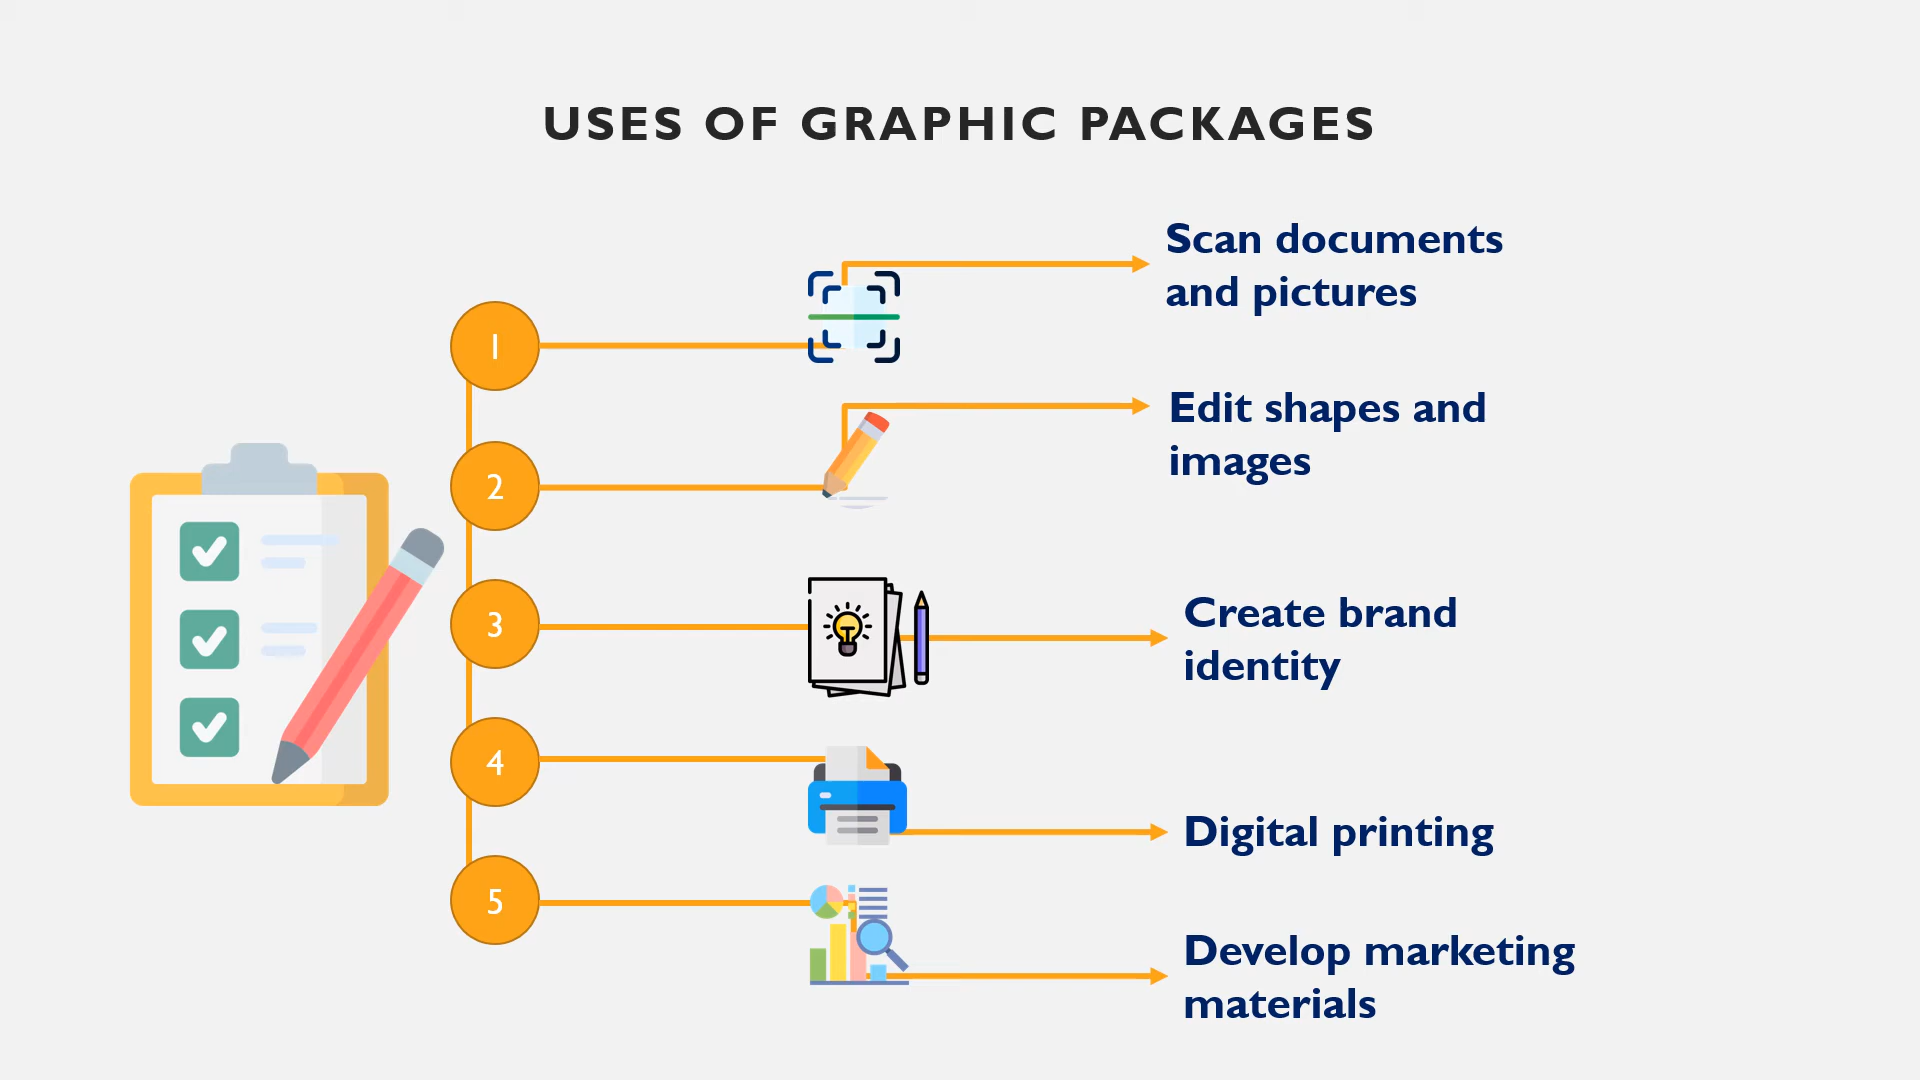 USES OF GRAPHIC PACKAGES
1
Scan documents
and pictures
2
Edit shapes and
images
3
Create brand
identity
4
Digital printing
5
Develop marketing
materials